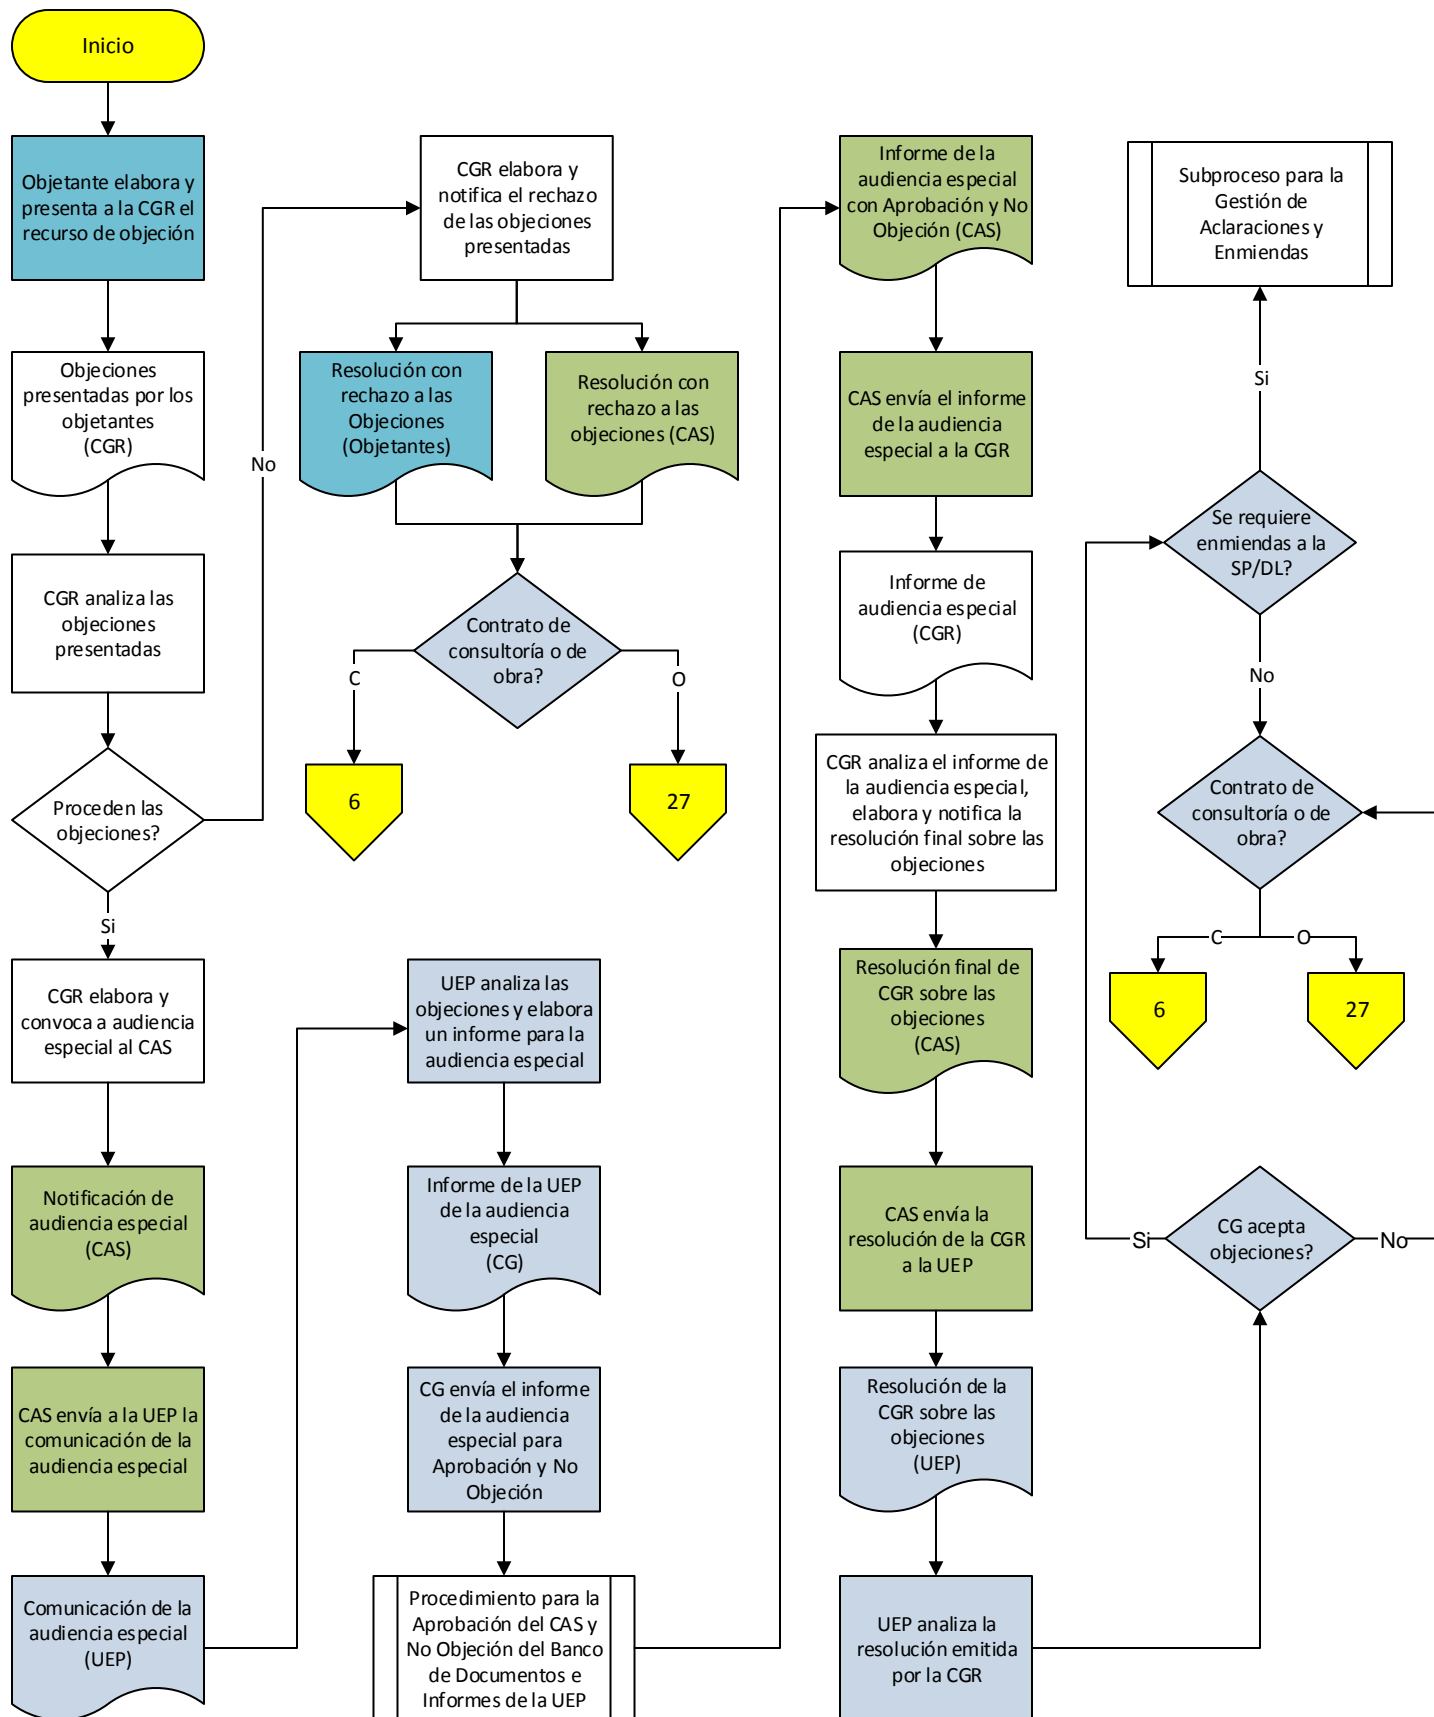 Inicio
Objetante elabora y
presenta a la CGR el
recurso de objeción
Objeciones
presentadas por los
objetantes
(CGR)
CGR analiza las
objeciones
presentadas
Proceden las
objeciones?
No
Si
CGR elabora y
convoca a audiencia
especial al CAS
Notificación de
audiencia especial
(CAS)
CAS envía a la UEP la
comunicación de la
audiencia especial
Comunicación de la
audiencia especial
(UEP)
CGR elabora y
notifica el rechazo
de las objeciones
presentadas
Resolución con
rechazo a las
Objeciones
(Objetantes)
Resolución con
rechazo a las
objeciones (CAS)
Contrato de
consultoría o de
obra?
C
O
6
27
UEP analiza las
objeciones y elabora
un informe para la
audiencia especial
Informe de la UEP
de la audiencia
especial
(CG)
CG envía el informe
de la audiencia
especial para
Aprobación y No
Objeción
Procedimiento para la
Aprobación del CAS y
No Objeción del Banco
de Documentos e
Informes de la UEP
Informe de la
audiencia especial
con Aprobación y No
Objeción (CAS)
CAS envía el informe
de la audiencia
especial a la CGR
Informe de
audiencia especial
(CGR)
CGR analiza el informe de
la audiencia especial,
elabora y notifica la
resolución final sobre las
objeciones
Resolución final de
CGR sobre las
objeciones
(CAS)
CAS envía la
resolución de la CGR
a la UEP
Resolución de la
CGR sobre las
objeciones
(UEP)
UEP analiza la
resolución emitida
por la CGR
Subproceso para la
Gestión de
Aclaraciones y
Enmiendas
Si
Se requiere
enmiendas a la
SP/DL?
No
Contrato de
consultoría o de
obra?
C
O
6
27
CG acepta
objeciones?
Si
No